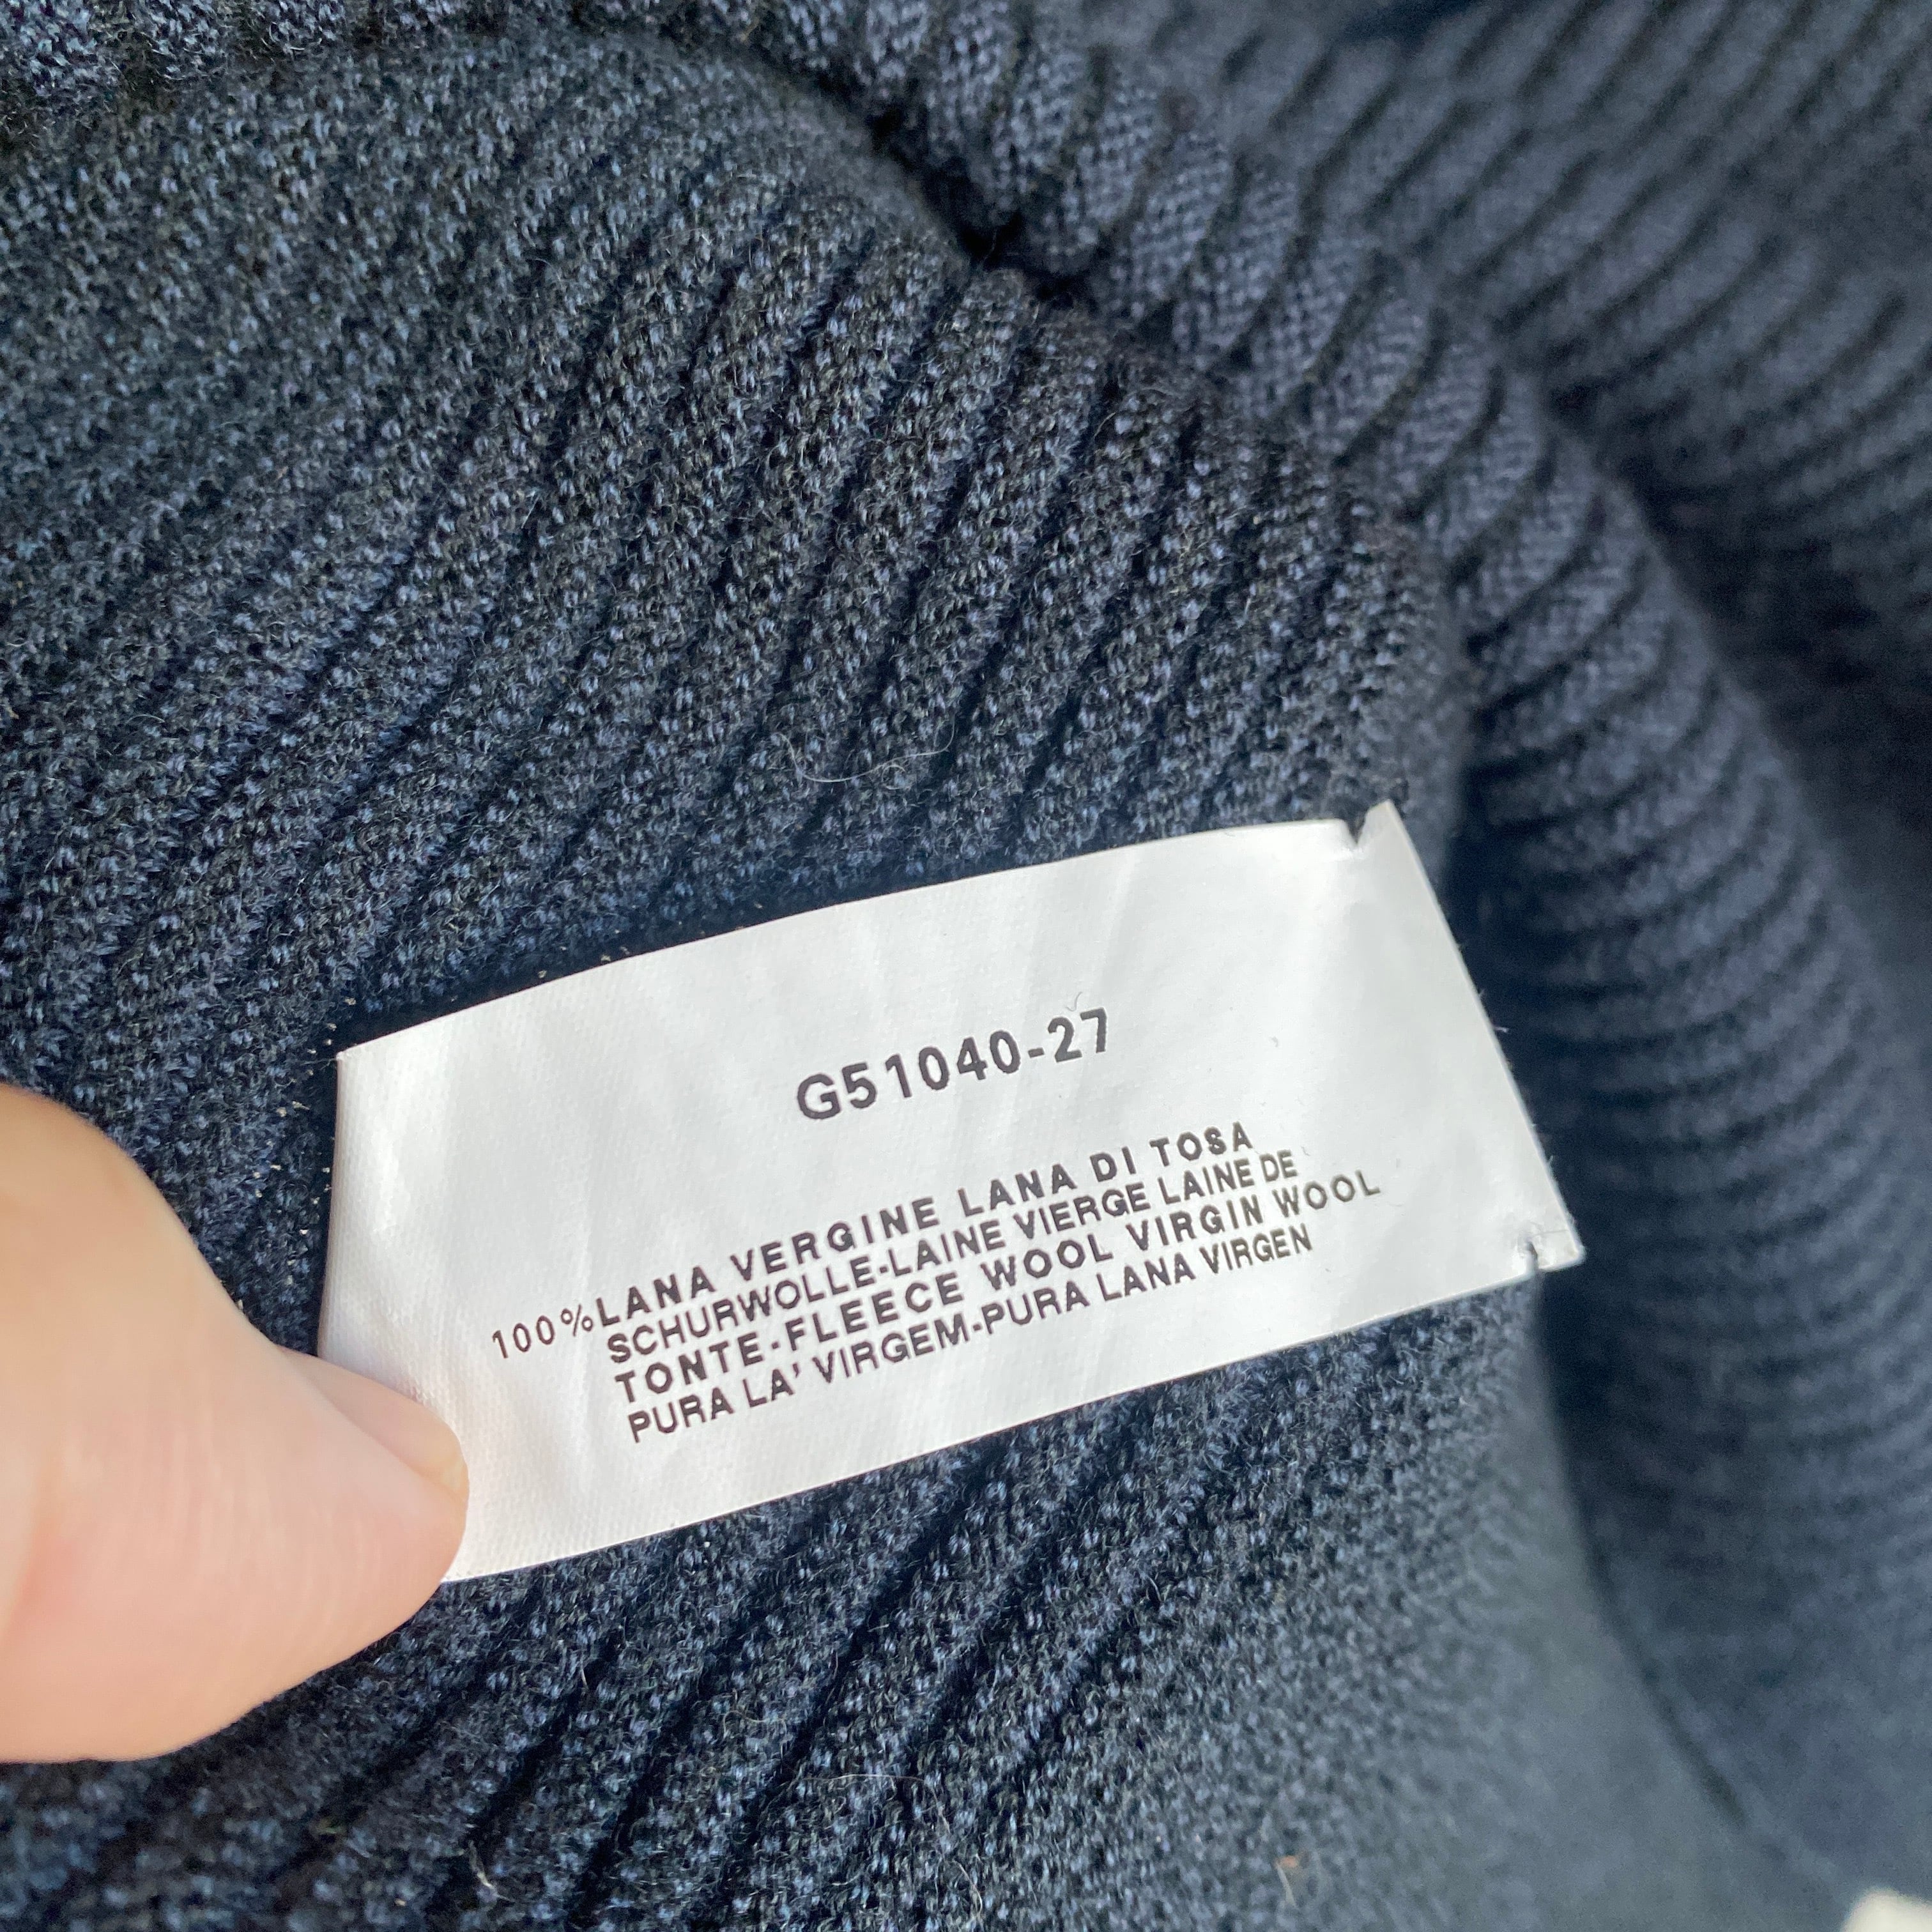 G51040-27
100%LANA VERGINE LANA DI TOSA
SCHURWOLLE-LAINE VIERGE LAINE DE
TONTE-FLEECE WOOL VIRGIN WOOL
PURA LA' VIRGEM-PURA LANA VIRGEN